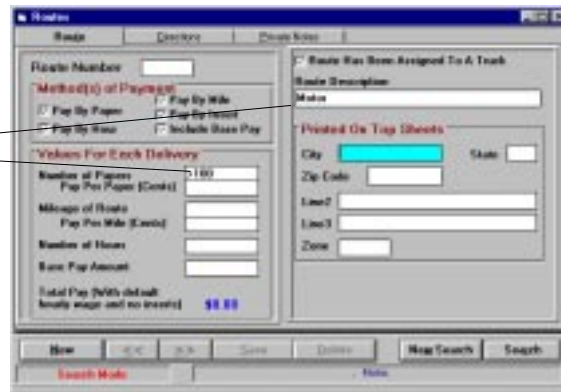 Routes
Route Directions Private Notes
Route Number
Method(s) of Payment
Pay By Paper
Pay By Mile
Pay By Hour
Include Base Pay
Values For Each Delivery
Number of Papers
Pay Per Paper (Cents)
Mileage of Route
Pay Per Mile (Cents)
Number of Hours
Base Pay Amount
Total Pay (With default
hourly wage and no inserts) $0.00
Route Has Been Assigned To A Truck
Route Description
Motor
Printed On Top Sheets
City State
Zip Code
Line2
Line3
Zone
New << >> Save Delete New Search Search
Search Mode